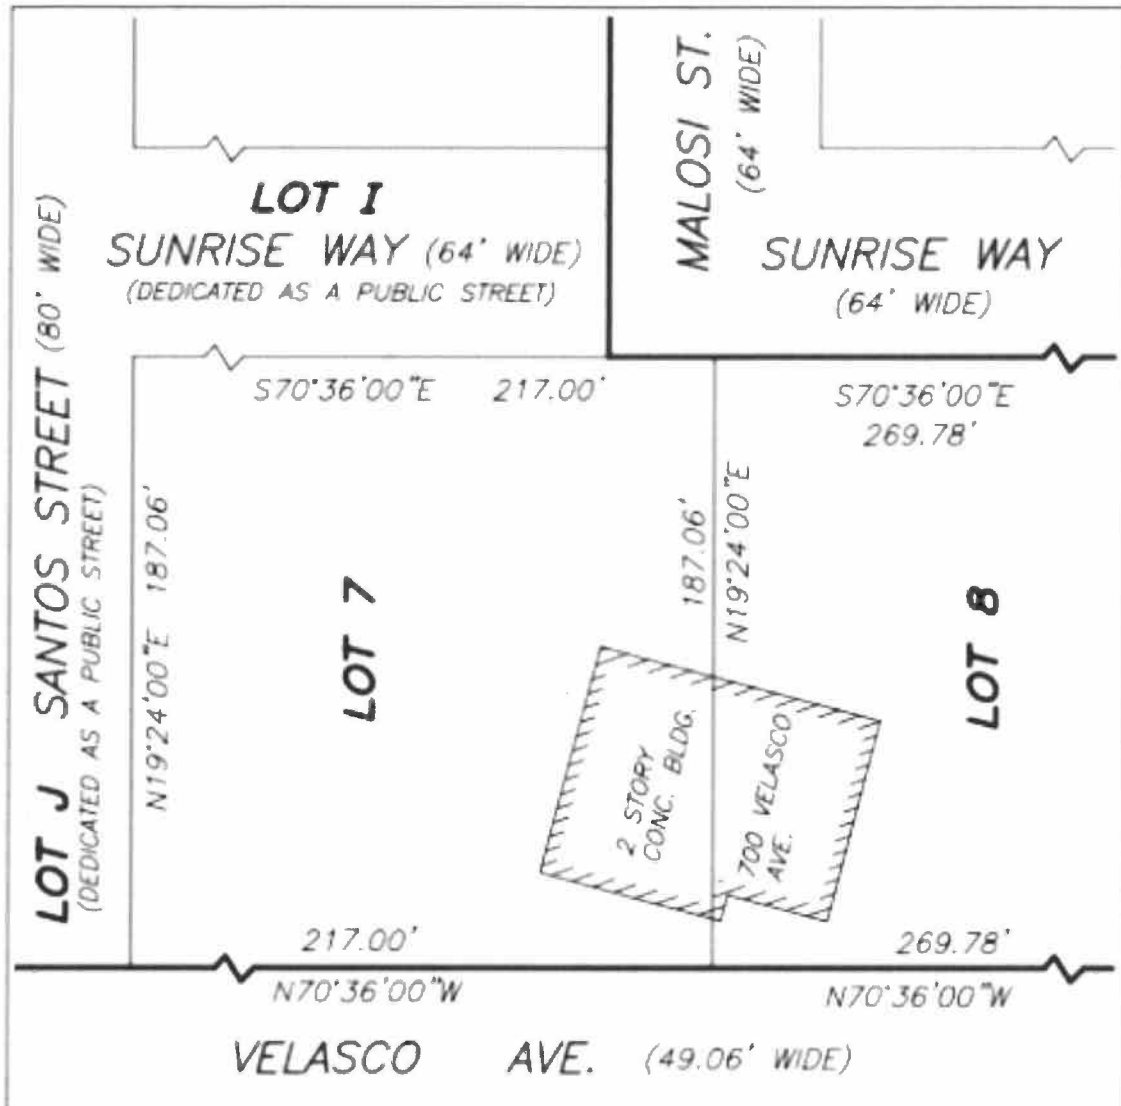 MALOSI ST.
(64' WIDE)
LOT I
SUNRISE WAY (64' WIDE)
(DEDICATED AS A PUBLIC STREET)
SUNRISE WAY
(64' WIDE)
LOT J SANTOS STREET (80' WIDE)
(DEDICATED AS A PUBLIC STREET)
S70°36'00"E 217.00'
S70°36'00"E
269.78'
N19°24'00"E 187.06'
LOT 7
187.06'
N19°24'00"E
LOT 8
2 STORY
CONC. BLDG.
700 VELASCO
AVE.
217.00'
269.78'
N70°36'00"W
N70°36'00"W
VELASCO AVE. (49.06' WIDE)